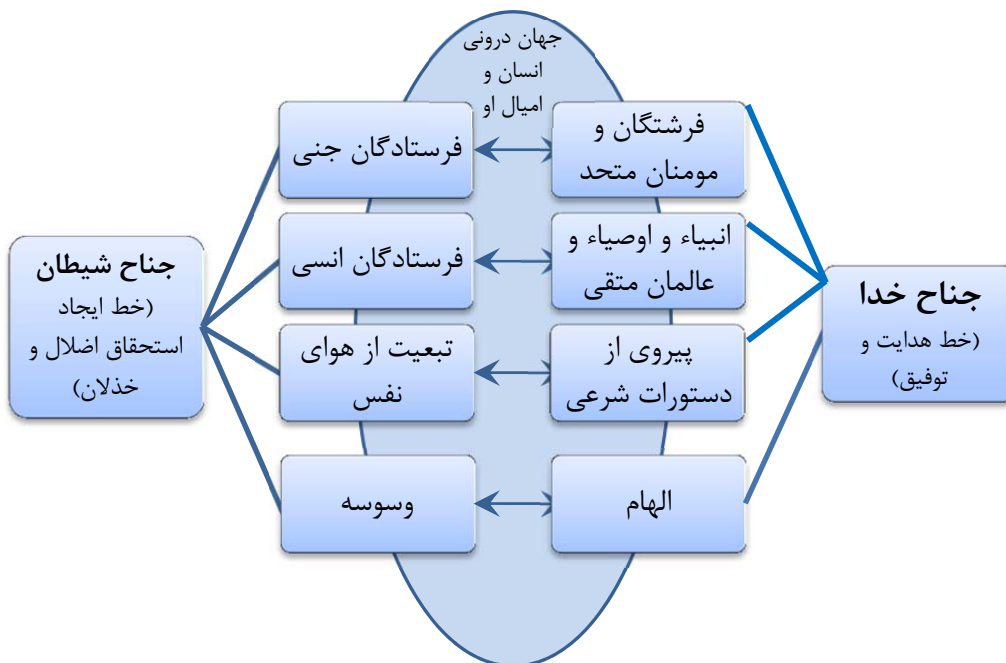 جهان درونی
انسان و
امیال او
فرشتگان و
مومنان متحد
فرستادگان جنی
انبیاء و اوصیاء و
عالمان متقی
فرستادگان انسی
جناح خدا
(خط هدایت و
توفیق)
جناح شیطان
(خط ایجاد
استحقاق اضلال و
خذلان)
پیروی از
دستورات شرعی
تبعیت از هوای
نفس
الهام
وسوسه